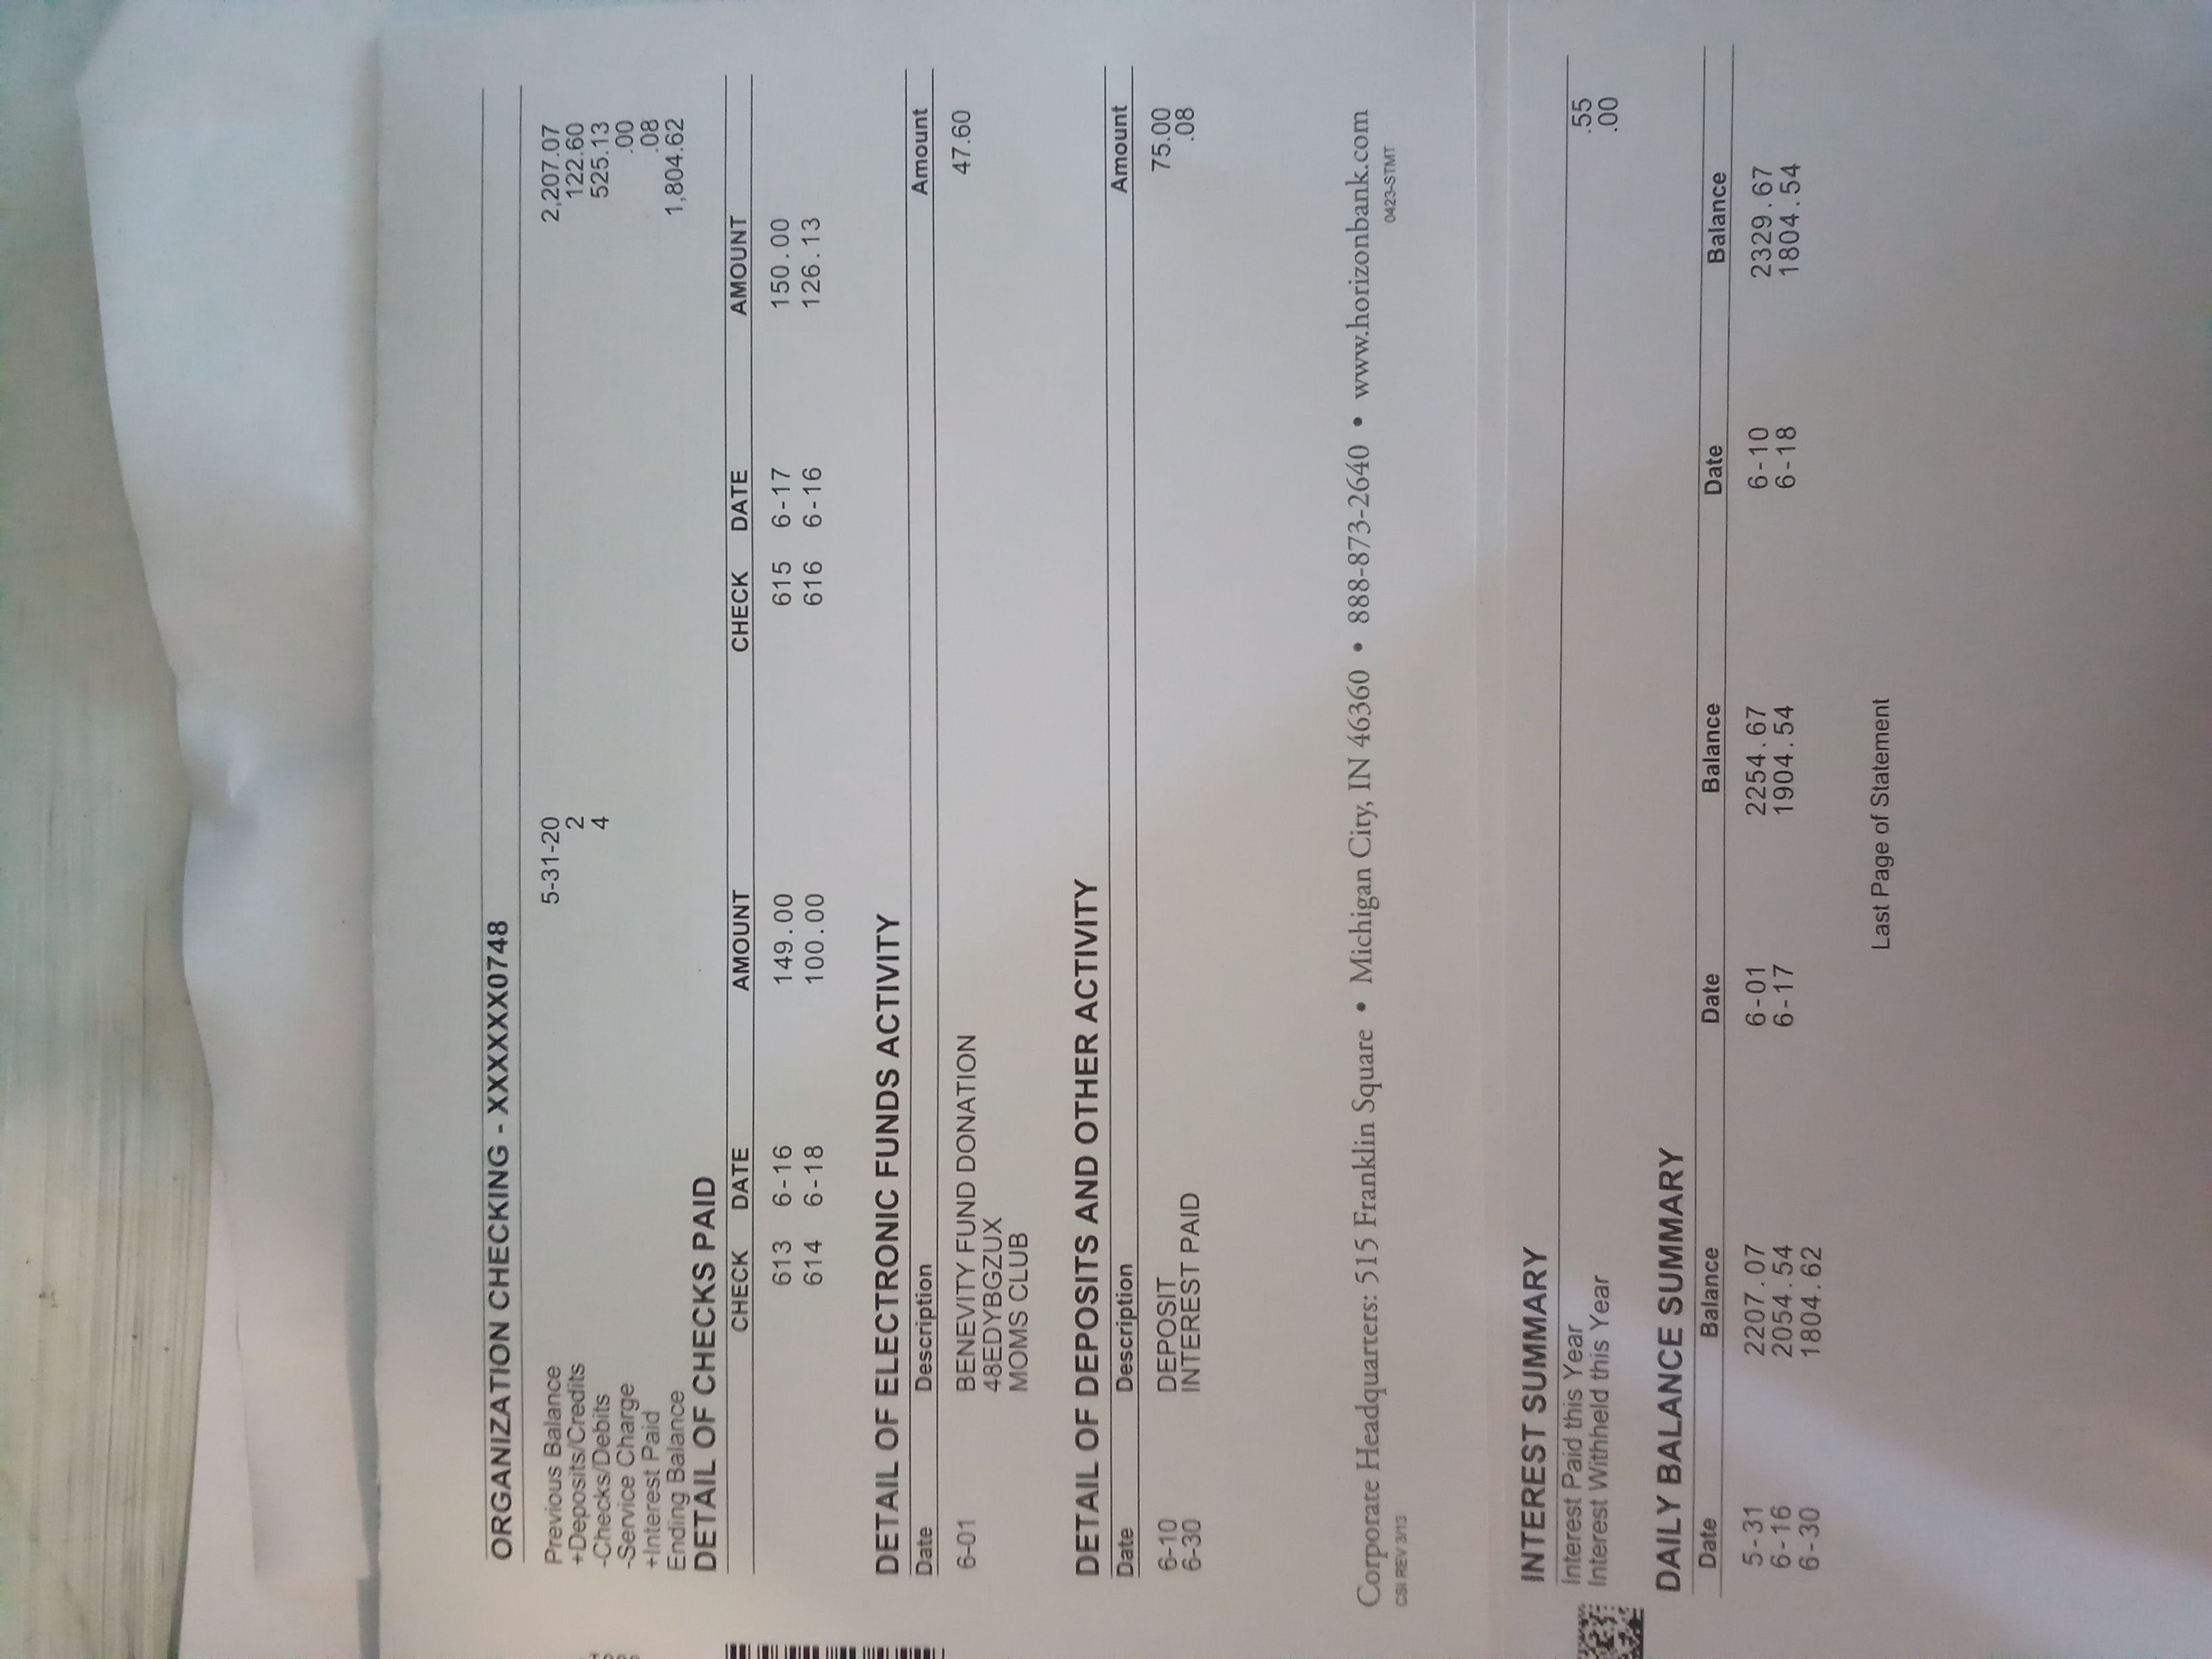 ORGANIZATION CHECKING - XXXXXX0748
Previous Balance 5-31-20 2,207.07
+Deposits/Credits 2 122.60
-Checks/Debits 4 525.13
-Service Charge .00
+Interest Paid .08
Ending Balance 1,804.62
DETAIL OF CHECKS PAID
CHECK DATE AMOUNT CHECK DATE AMOUNT
613 6-16 149.00 615 6-17 150.00
614 6-18 100.00 616 6-16 126.13
DETAIL OF ELECTRONIC FUNDS ACTIVITY
Date Description Amount
6-01 BENEVITY FUND DONATION 47.60
48EDYBGZUX
MOMS CLUB
DETAIL OF DEPOSITS AND OTHER ACTIVITY
Date Description Amount
6-10 DEPOSIT 75.00
6-30 INTEREST PAID .08
Corporate Headquarters: 515 Franklin Square • Michigan City, IN 46360 • 888-873-2640 • www.horizonbank.com
CSI REV 3/13 0423-STMT
INTEREST SUMMARY
Interest Paid this Year .55
Interest Withheld this Year .00
DAILY BALANCE SUMMARY
Date Balance Date Balance Date Balance
5-31 2207.07 6-01 2254.67 6-10 2329.67
6-16 2054.54 6-17 1904.54 6-18 1804.54
6-30 1804.62
Last Page of Statement